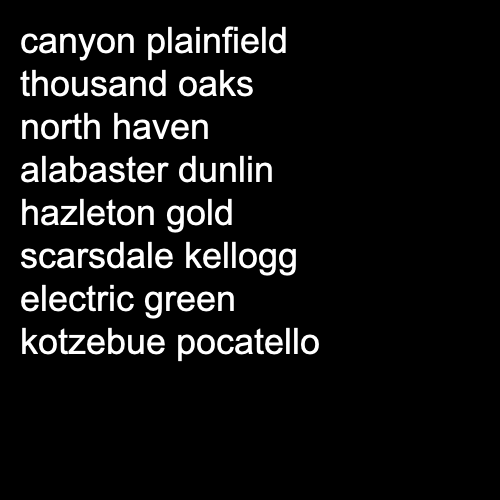 canyon plainfield
thousand oaks
north haven
alabaster dunlin
hazleton gold
scarsdale kellogg
electric green
kotzebue pocatello